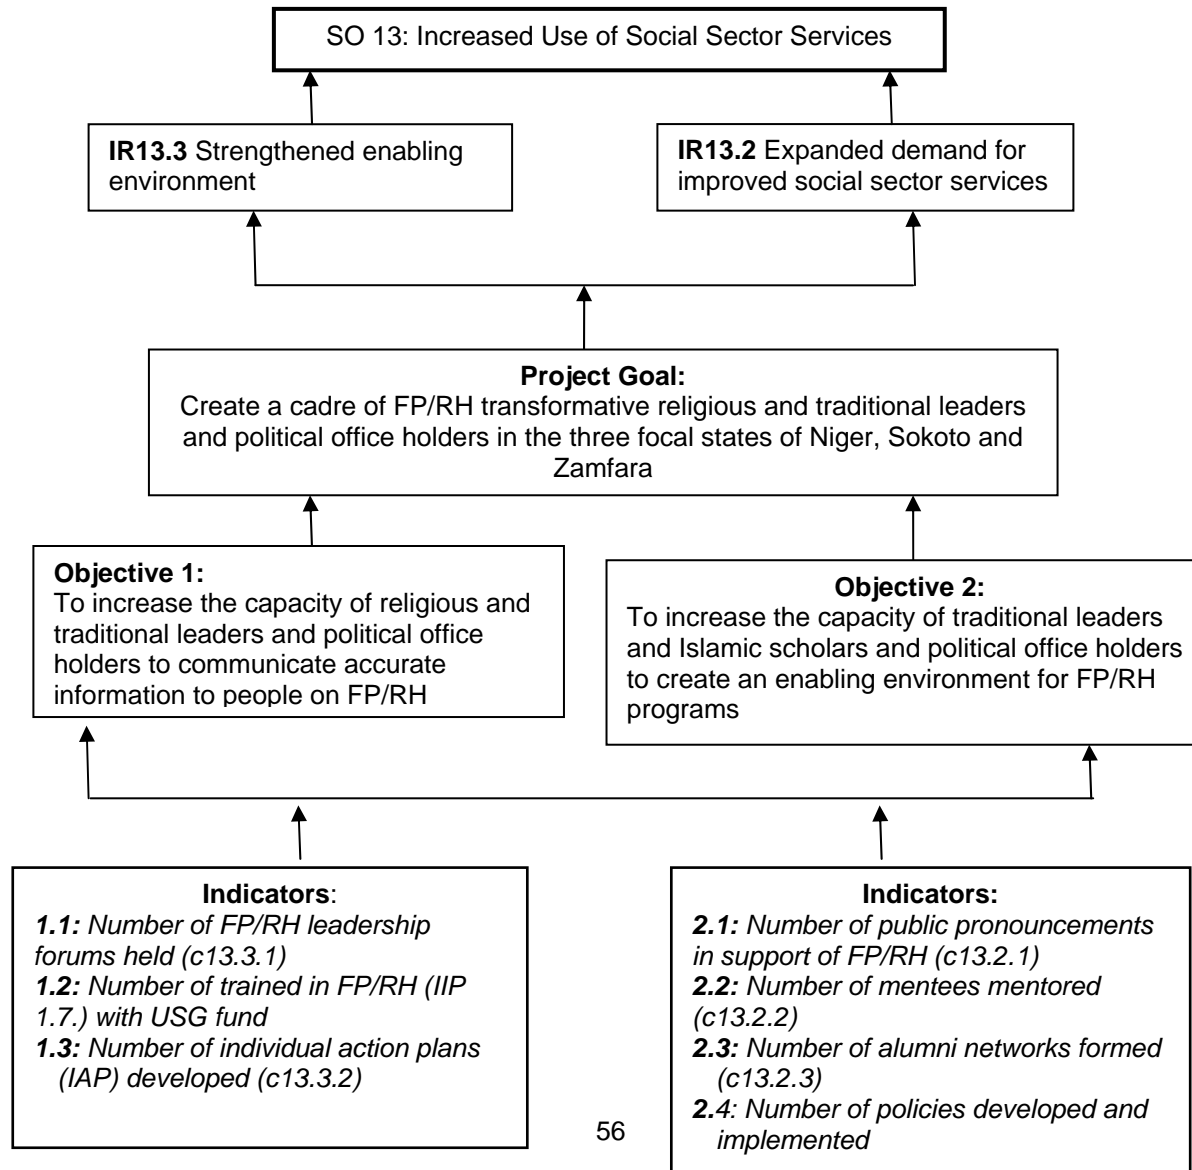 SO 13: Increased Use of Social Sector Services
IR13.3 Strengthened enabling
environment
IR13.2 Expanded demand for
improved social sector services
Project Goal:
Create a cadre of FP/RH transformative religious and traditional leaders
and political office holders in the three focal states of Niger, Sokoto and
Zamfara
Objective 1:
To increase the capacity of religious and
traditional leaders and political office
holders to communicate accurate
information to people on FP/RH
Objective 2:
To increase the capacity of traditional leaders
and Islamic scholars and political office holders
to create an enabling environment for FP/RH
programs
Indicators:
1.1: Number of FP/RH leadership
forums held (c13.3.1)
1.2: Number of trained in FP/RH (IIP
1.7.) with USG fund
1.3: Number of individual action plans
(IAP) developed (c13.3.2)
Indicators:
2.1: Number of public pronouncements
in support of FP/RH (c13.2.1)
2.2: Number of mentees mentored
(c13.2.2)
2.3: Number of alumni networks formed
(c13.2.3)
2.4: Number of policies developed and
implemented
56